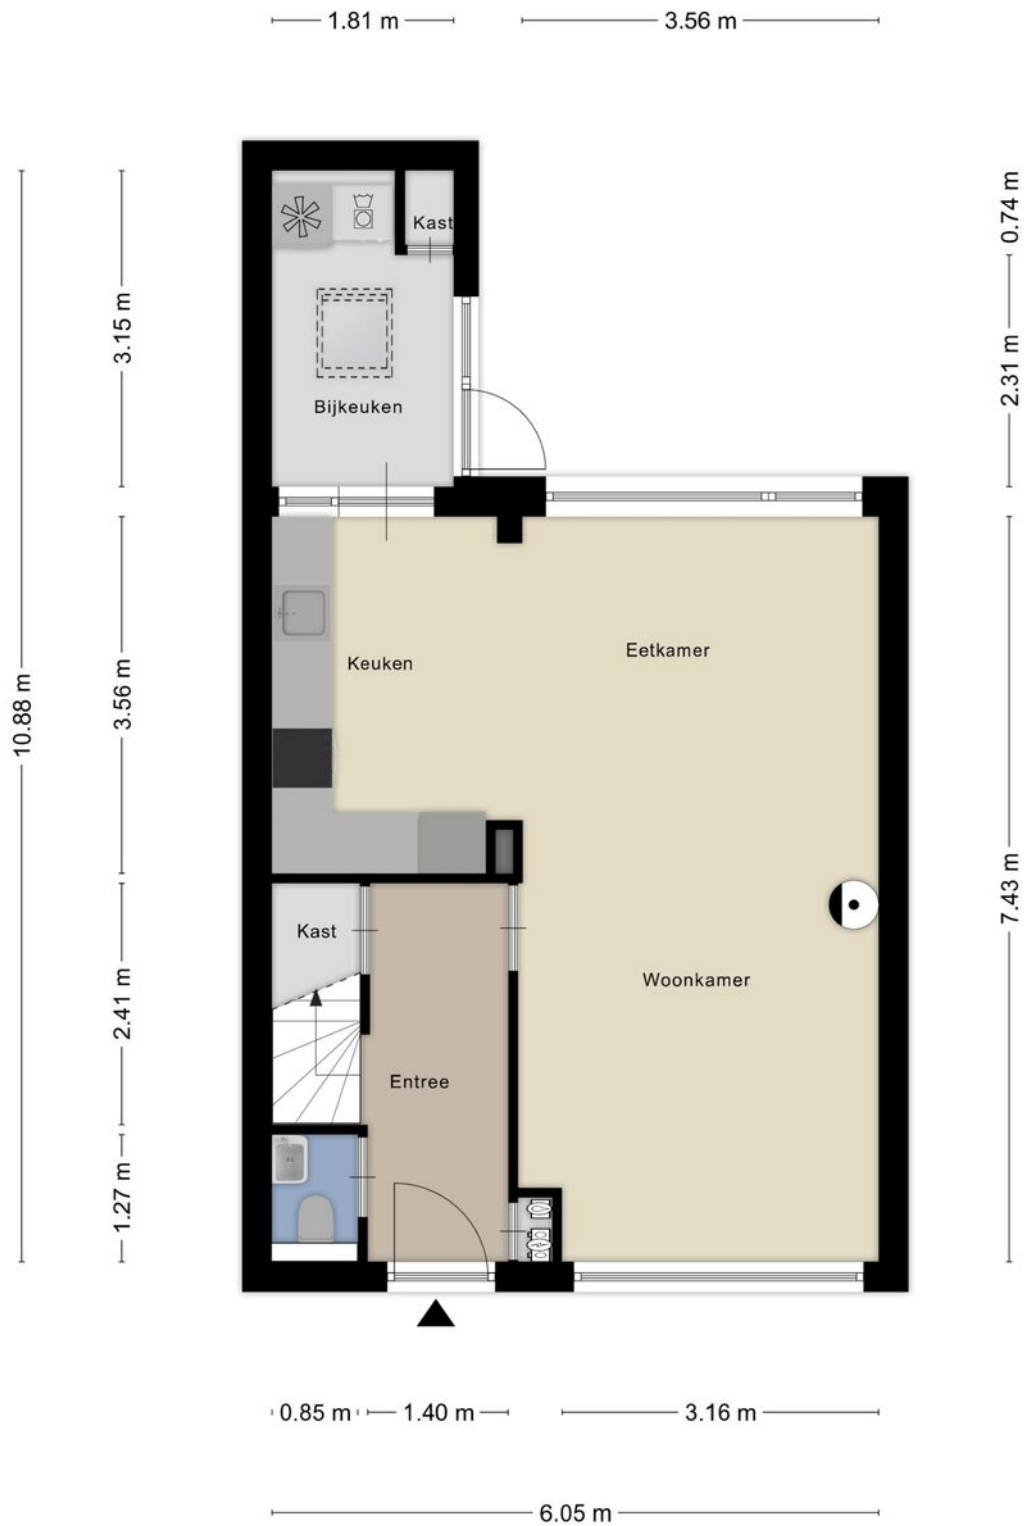 1.81 m
3.56 m
Kast
0.74 m
3.15 m
2.31 m
Bijkeuken
Eetkamer
Keuken
3.56 m
10.88 m
7.43 m
Kast
Woonkamer
2.41 m
Entree
1.27 m
0.85 m
1.40 m
3.16 m
6.05 m